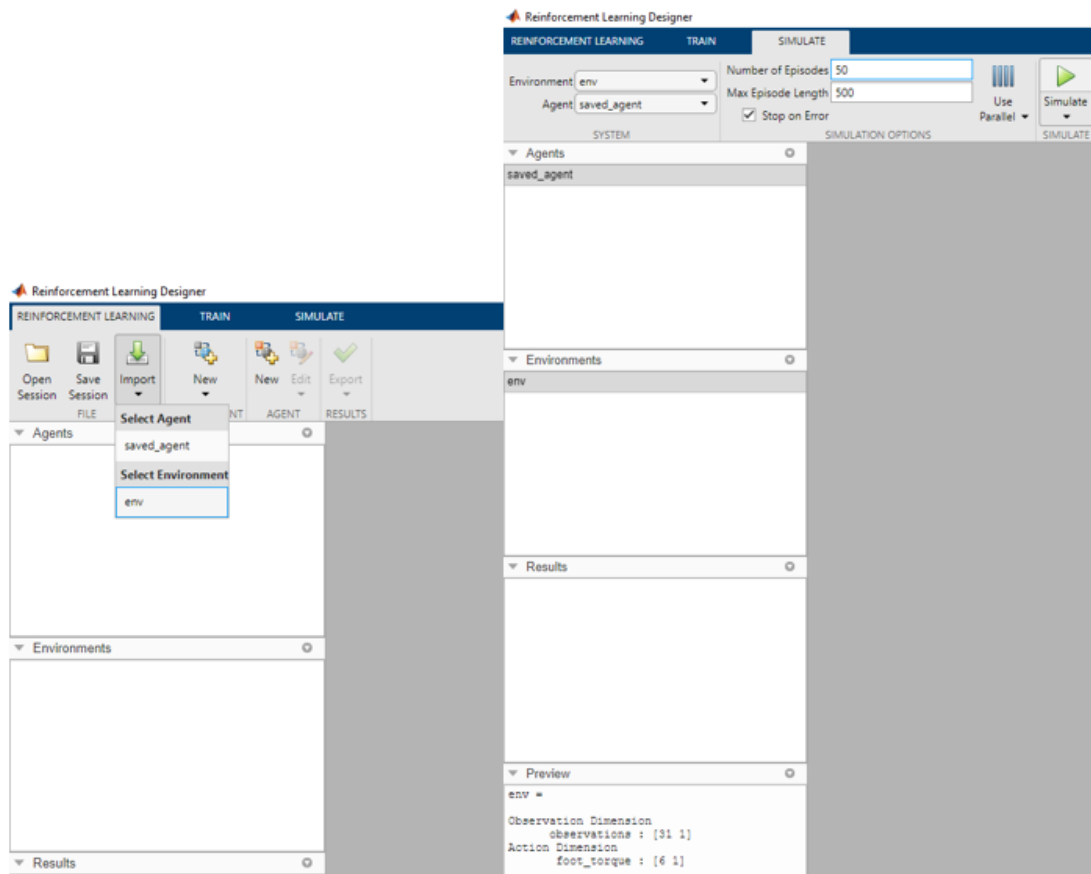 Reinforcement Learning Designer
REINFORCEMENT LEARNING TRAIN SIMULATE
Open Session Save Session Import New New Edit Export
FILE NT AGENT RESULTS
Select Agent
saved_agent
Select Environment
env
Agents
Environments
Results
Reinforcement Learning Designer
REINFORCEMENT LEARNING TRAIN SIMULATE
Environment env
Agent saved_agent
SYSTEM
Number of Episodes 50
Max Episode Length 500
Stop on Error
Use Parallel
SIMULATION OPTIONS
Simulate
SIMULATE
Agents
saved_agent
Environments
env
Results
Preview
env =
Observation Dimension
observations : [31 1]
Action Dimension
foot_torque : [6 1]